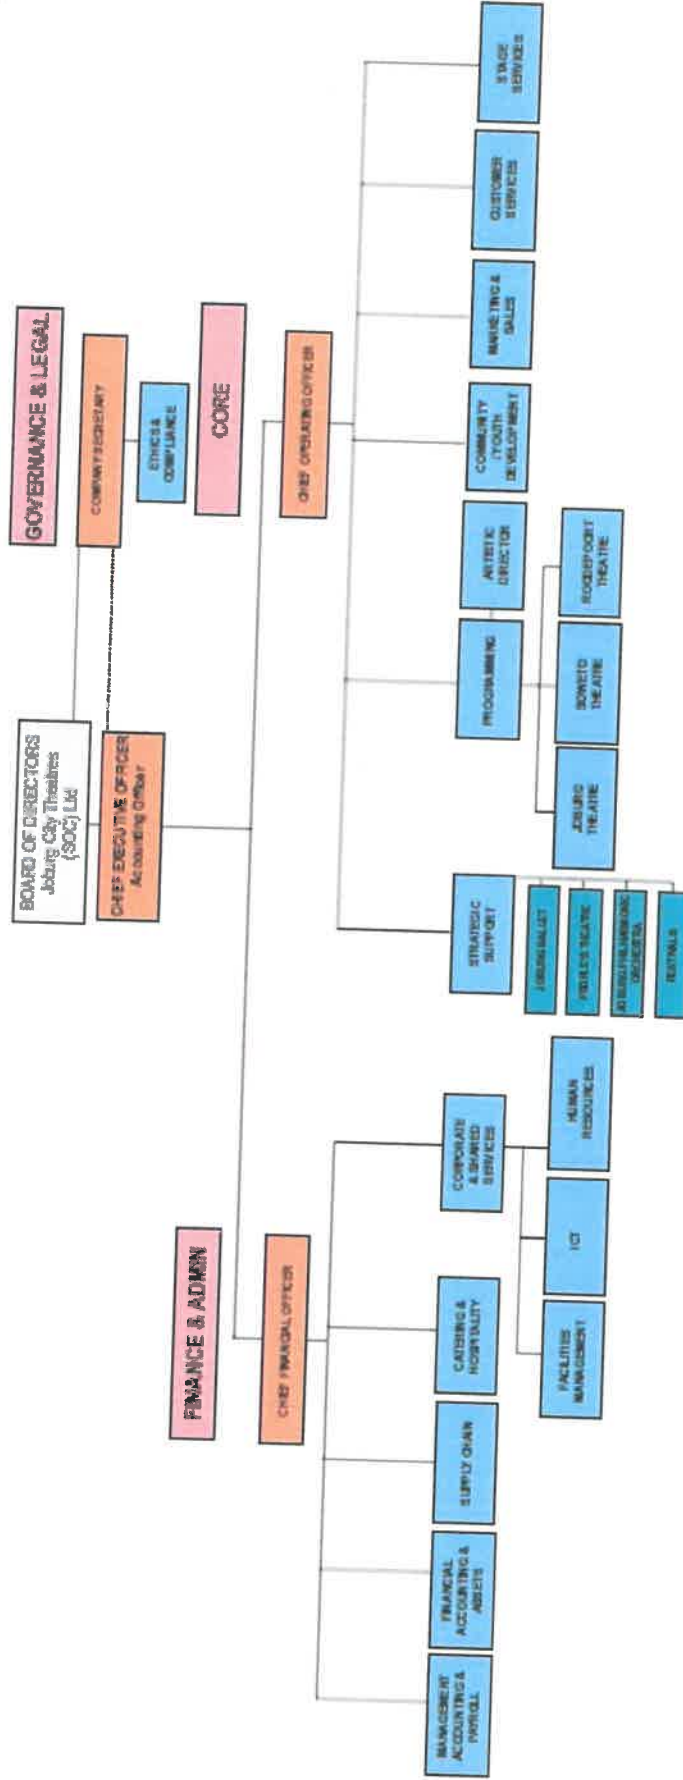 BOARD OF DIRECTORS
Joburg City Theatres
(SOC) Ltd
CHIEF EXECUTIVE OFFICER
Accounting Officer
GOVERNANCE & LEGAL
COMPANY SECRETARY
ETHICS &
COMPLIANCE
FINANCE & ADMIN
CORE
CHIEF FINANCIAL OFFICER
CHIEF OPERATING OFFICER
MANAGEMENT
ACCOUNTING &
PAYROLL
FINANCIAL
ACCOUNTING &
ASSETS
SUPPLY CHAIN
CATERING &
HOSPITALITY
CORPORATE
& SHARED
SERVICES
FACILITIES
MANAGEMENT
ICT
HUMAN
RESOURCES
STRATEGIC
SUPPORT
JOBURG BALLET
JOBURG PHILHARMONIC
ORCHESTRA
FESTIVALS
PROGRAMMING
ARTISTIC
DIRECTOR
JOBURG
THEATRE
SOWETO
THEATRE
ROODEPOORT
THEATRE
COMMUNITY
/ YOUTH
DEVELOPMENT
MARKETING &
SALES
CUSTOMER
SERVICES
STAGE
SERVICES